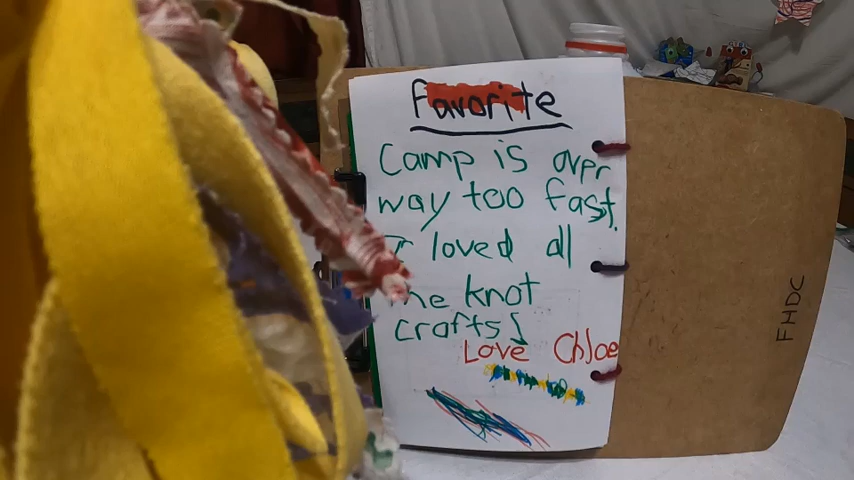 Favorite
Camp is over
way too fast.
I loved all
the knot
crafts!
Love Chloe
FHDC